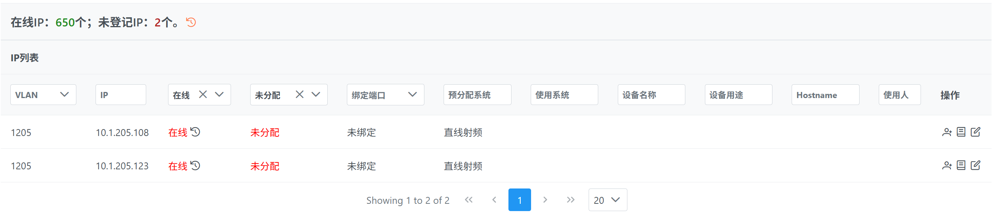 在线IP：650个；未登记IP：2个。
IP列表
VLAN IP 在线 未分配 绑定端口 预分配系统 使用系统 设备名称 设备用途 Hostname 使用人 操作
1205 10.1.205.108 在线 未分配 未绑定 直线射频
1205 10.1.205.123 在线 未分配 未绑定 直线射频
Showing 1 to 2 of 2 1 20